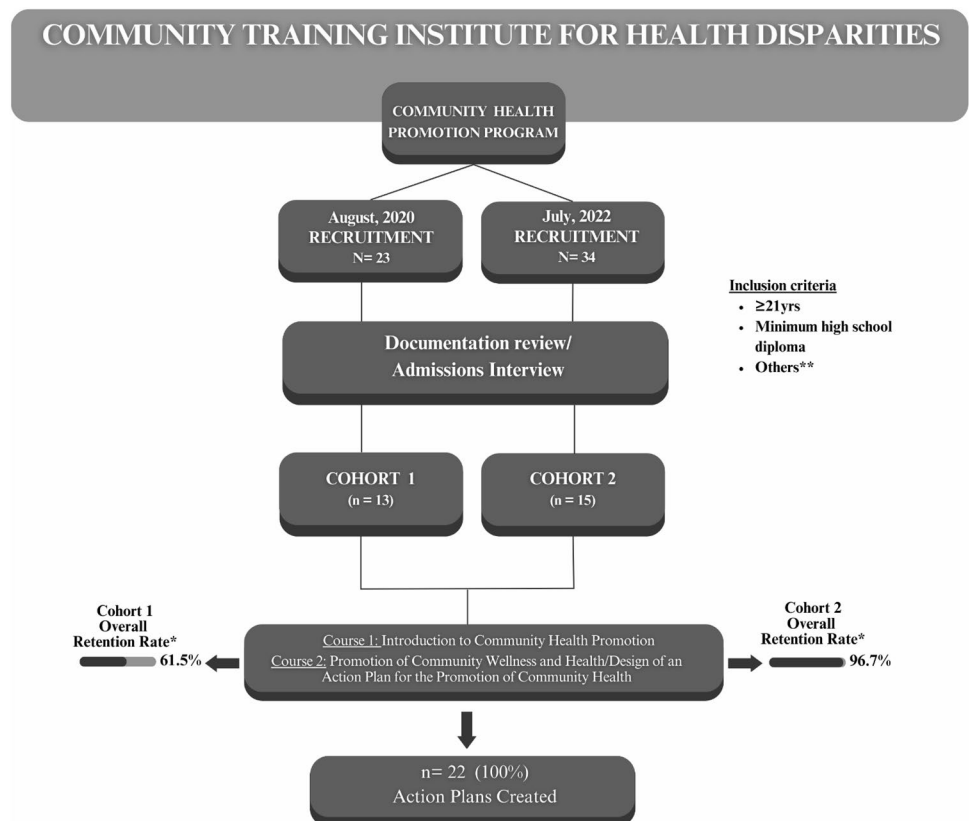 COMMUNITY TRAINING INSTITUTE FOR HEALTH DISPARITIES
COMMUNITY HEALTH
PROMOTION PROGRAM
August, 2020
RECRUITMENT
N= 23
July, 2022
RECRUITMENT
N= 34
Inclusion criteria
• ≥21yrs
• Minimum high school
diploma
• Others**
Documentation review/
Admissions Interview
COHORT 1
(n = 13)
COHORT 2
(n = 15)
Cohort 1
Overall
Retention Rate*
61.5%
Course 1: Introduction to Community Health Promotion
Course 2: Promotion of Community Wellness and Health/Design of an
Action Plan for the Promotion of Community Health
Cohort 2
Overall
Retention Rate*
96.7%
n= 22 (100%)
Action Plans Created